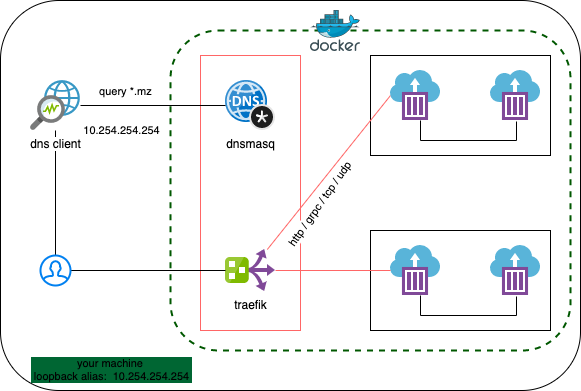 docker
query *.mz
DNS
10.254.254.254
dns client
dnsmasq
http / grpc / tcp / udp
traefik
your machine
loopback alias: 10.254.254.254